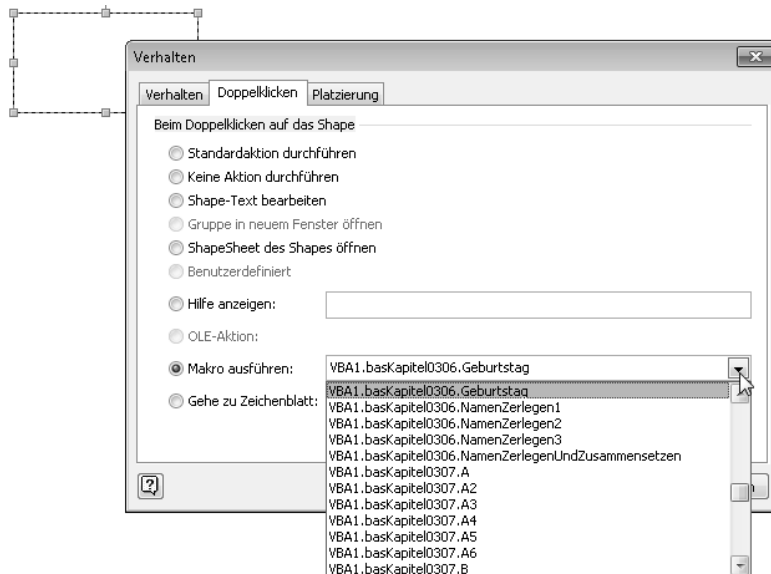 Verhalten
Verhalten Doppelklicken Platzierung
Beim Doppelklicken auf das Shape
Standardaktion durchführen
Keine Aktion durchführen
Shape-Text bearbeiten
Gruppe in neuem Fenster öffnen
ShapeSheet des Shapes öffnen
Benutzerdefiniert
Hilfe anzeigen:
OLE-Aktion:
Makro ausführen: VBA1.basKapitel0306.Geburtstag
VBA1.basKapitel0306.Geburtstag
Gehe zu Zeichenblatt: VBA1.basKapitel0306.NamenZerlegen1
VBA1.basKapitel0306.NamenZerlegen2
VBA1.basKapitel0306.NamenZerlegen3
VBA1.basKapitel0306.NamenZerlegenUndZusammensetzen
VBA1.basKapitel0307.A
VBA1.basKapitel0307.A2
VBA1.basKapitel0307.A3
VBA1.basKapitel0307.A4
VBA1.basKapitel0307.A5
VBA1.basKapitel0307.A6
VBA1.basKapitel0307.B